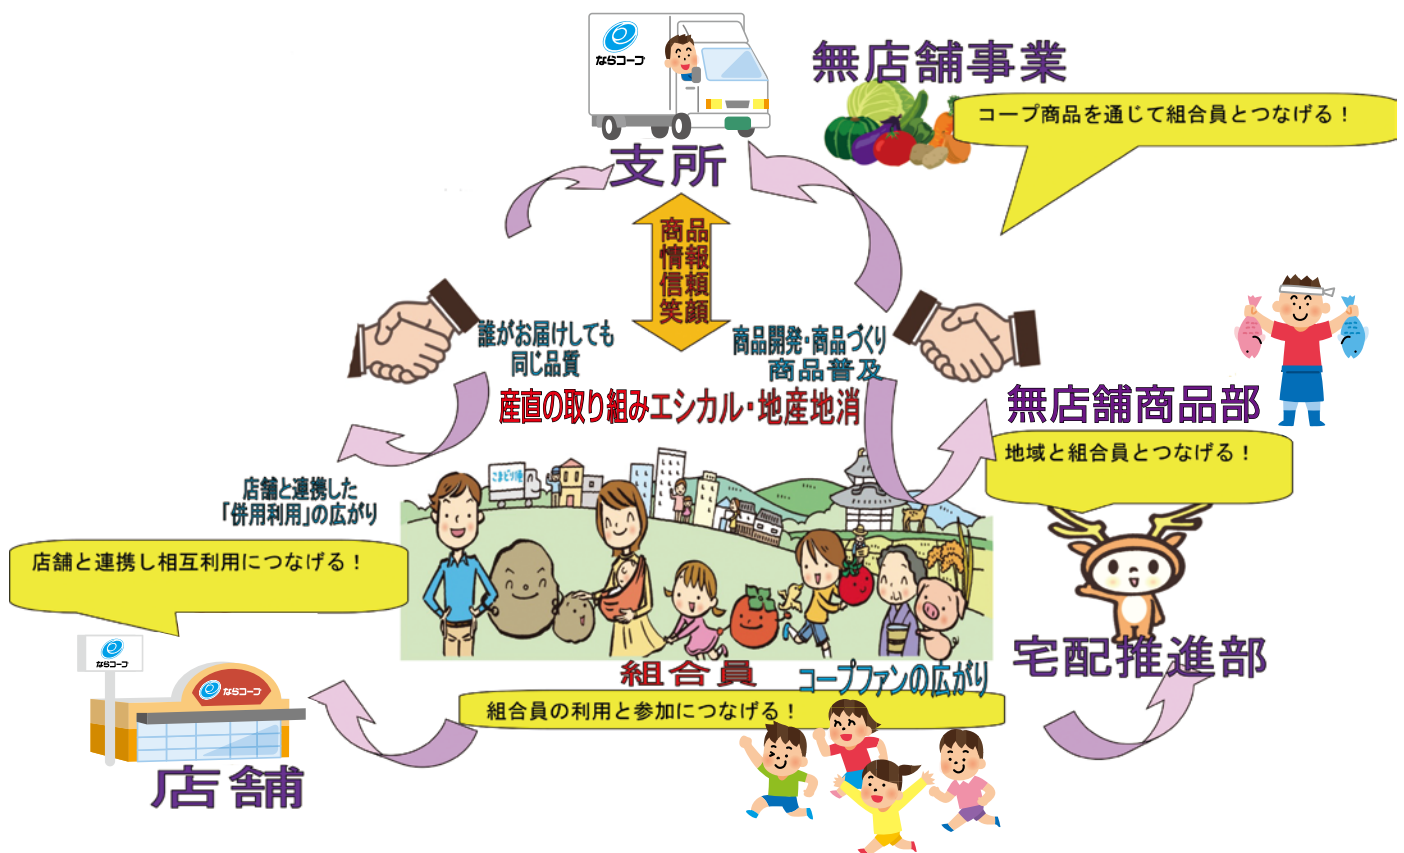 ならコープ
無店舗事業
コープ商品を通じて組合員とつなげる！
支所
商品
情報
信頼
笑顔
誰がお届けしても
同じ品質
商品開発・商品づくり
商品普及
産直の取り組みエシカル・地産地消
無店舗商品部
地域と組合員とつなげる！
店舗と連携した
「併用利用」の広がり
こまどり便
店舗と連携し相互利用につなげる！
ならコープ
ならコープ
店舗
組合員
コープファンの広がり
組合員の利用と参加につなげる！
宅配推進部